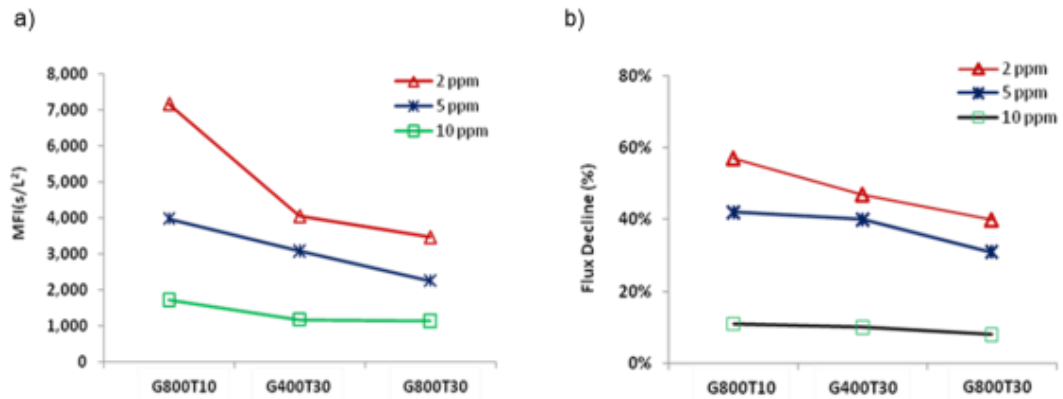 a)
MFI(s/L²)
8,000
7,000
6,000
5,000
4,000
3,000
2,000
1,000
0
2 ppm
5 ppm
10 ppm
G800T10 G400T30 G800T30
b)
Flux Decline (%)
80%
60%
40%
20%
0%
2 ppm
5 ppm
10 ppm
G800T10 G400T30 G800T30